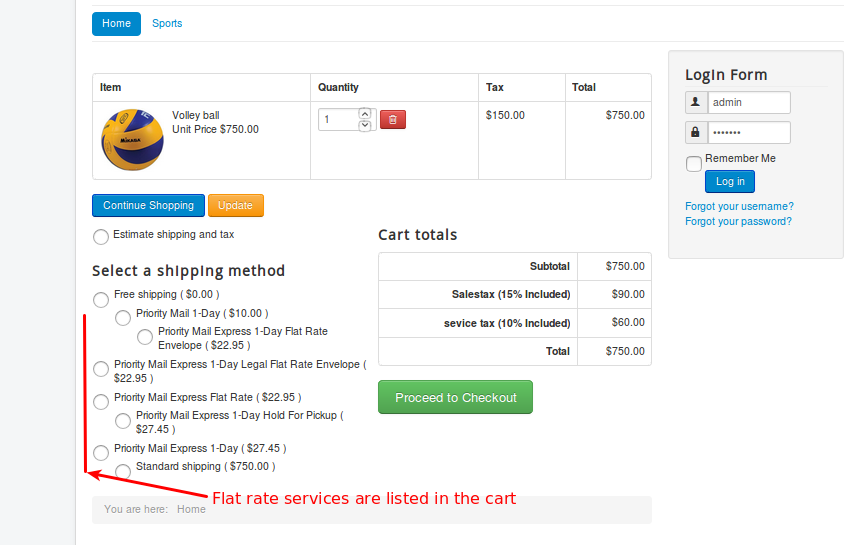 Home Sports
Item Quantity Tax Total
Volley ball
Unit Price $750.00
1
$150.00
$750.00
MIKASA
Continue Shopping Update
Estimate shipping and tax
Select a shipping method
Free shipping ( $0.00 )
Priority Mail 1-Day ( $10.00 )
Priority Mail Express 1-Day Flat Rate
Envelope ( $22.95 )
Priority Mail Express 1-Day Legal Flat Rate Envelope (
$22.95 )
Priority Mail Express Flat Rate ( $22.95 )
Priority Mail Express 1-Day Hold For Pickup (
$27.45 )
Priority Mail Express 1-Day ( $27.45 )
Standard shipping ( $750.00 )
Cart totals
Subtotal $750.00
Salestax (15% Included) $90.00
sevice tax (10% Included) $60.00
Total $750.00
Proceed to Checkout
Flat rate services are listed in the cart
You are here: Home
Login Form
admin
•••••••
Remember Me
Log in
Forgot your username?
Forgot your password?